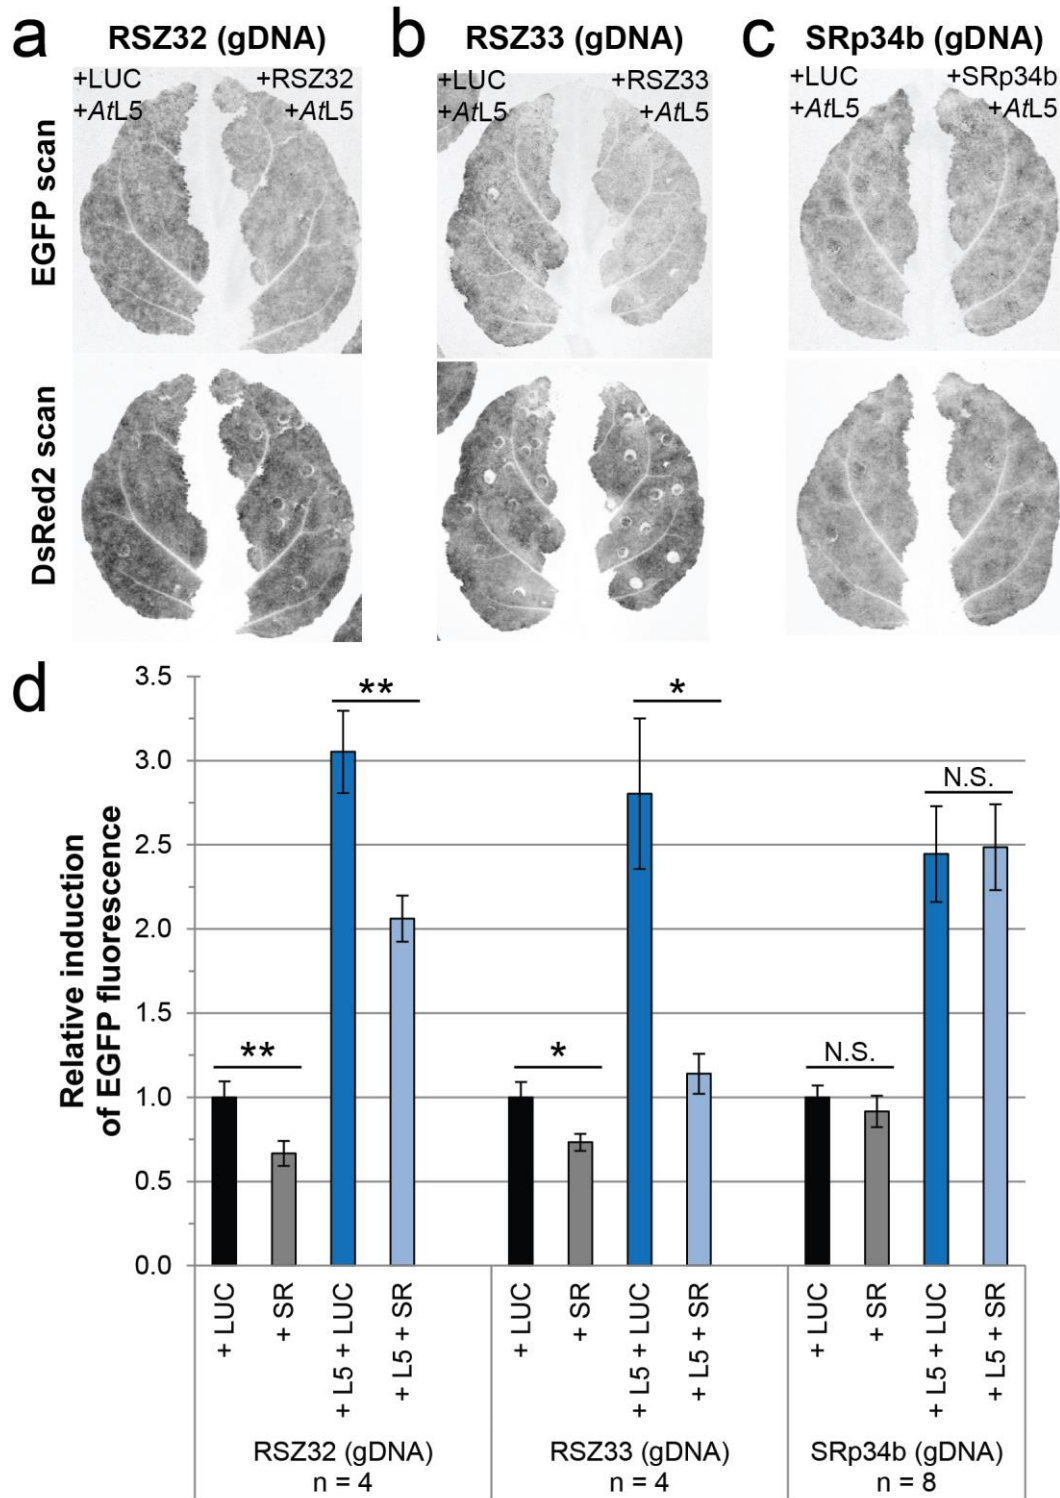 a RSZ32 (gDNA)
b RSZ33 (gDNA)
c SRp34b (gDNA)
EGFP scan
+LUC +RSZ32
+AtL5 +AtL5
+LUC +RSZ33
+AtL5 +AtL5
+LUC +SRp34b
+AtL5 +AtL5
DsRed2 scan
d
Relative induction
of EGFP fluorescence
3.5
3.0
2.5
2.0
1.5
1.0
0.5
0.0
** ** * * N.S. N.S.
+ LUC
+ SR
+ L5 + LUC
+ L5 + SR
+ LUC
+ SR
+ L5 + LUC
+ L5 + SR
+ LUC
+ SR
+ L5 + LUC
+ L5 + SR
RSZ32 (gDNA)
n = 4
RSZ33 (gDNA)
n = 4
SRp34b (gDNA)
n = 8